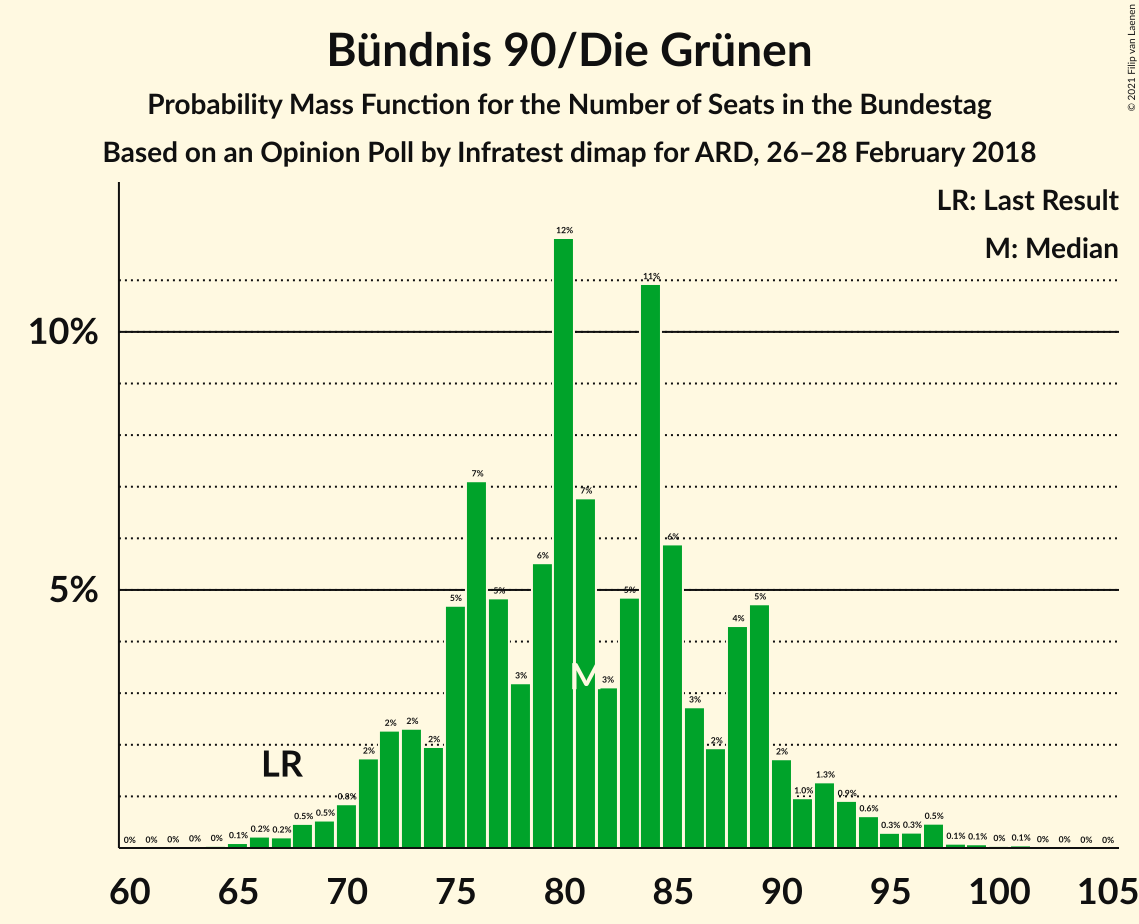 Bündnis 90/Die Grünen
Probability Mass Function for the Number of Seats in the Bundestag
Based on an Opinion Poll by Infratest dimap for ARD, 26–28 February 2018
© 2021 Filip van Laenen
LR: Last Result
M: Median
10%
5%
0% 0% 0% 0% 0% 0.1% 0.2% 0.2% 0.5% 0.5% 0.8% 2% 2% 2% 2% 5% 7% 5% 3% 6% 12% 7% 3% 5% 11% 6% 3% 2% 4% 5% 2% 1.0% 1.3% 0.9% 0.6% 0.3% 0.3% 0.5% 0.1% 0.1% 0% 0.1% 0% 0% 0% 0%
LR
M
60 65 70 75 80 85 90 95 100 105